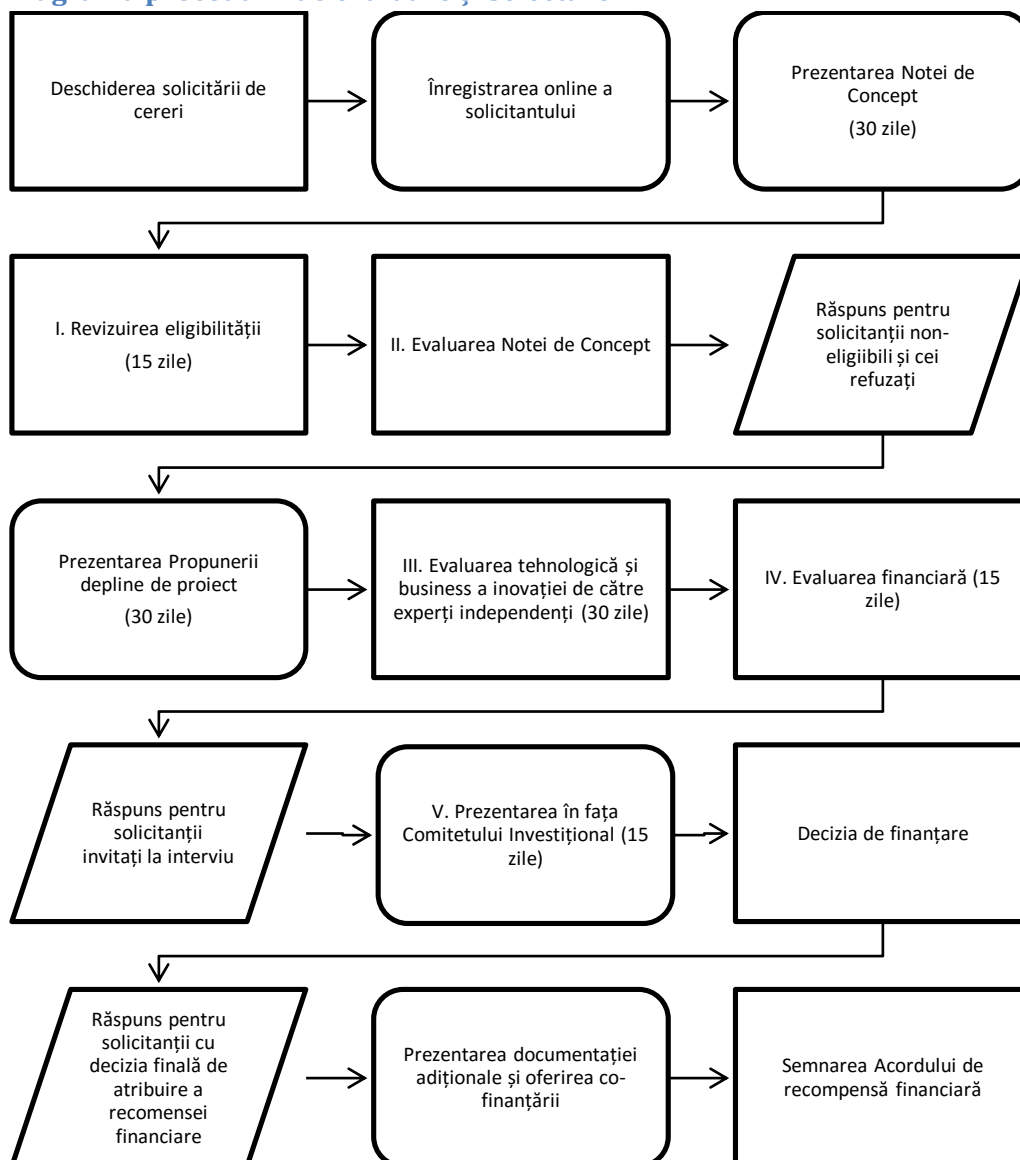 Deschiderea solicitării de
cereri
Înregistrarea online a
solicitantului
Prezentarea Notei de
Concept
(30 zile)
I. Revizuirea eligibilității
(15 zile)
II. Evaluarea Notei de Concept
Răspuns pentru
solicitanții non-
eligiibili și cei
refuzați
Prezentarea Propunerii
depline de proiect
(30 zile)
III. Evaluarea tehnologică și
business a inovației de către
experți independenți (30 zile)
IV. Evaluarea financiară (15
zile)
Răspuns pentru
solicitanții
invitați la interviu
V. Prezentarea în fața
Comitetului Investițional (15
zile)
Decizia de finanțare
Răspuns pentru
solicitanții cu
decizia finală de
atribuire a
recomensei
financiare
Prezentarea documentației
adiționale și oferirea co-
finanțării
Semnarea Acordului de
recompensă financiară